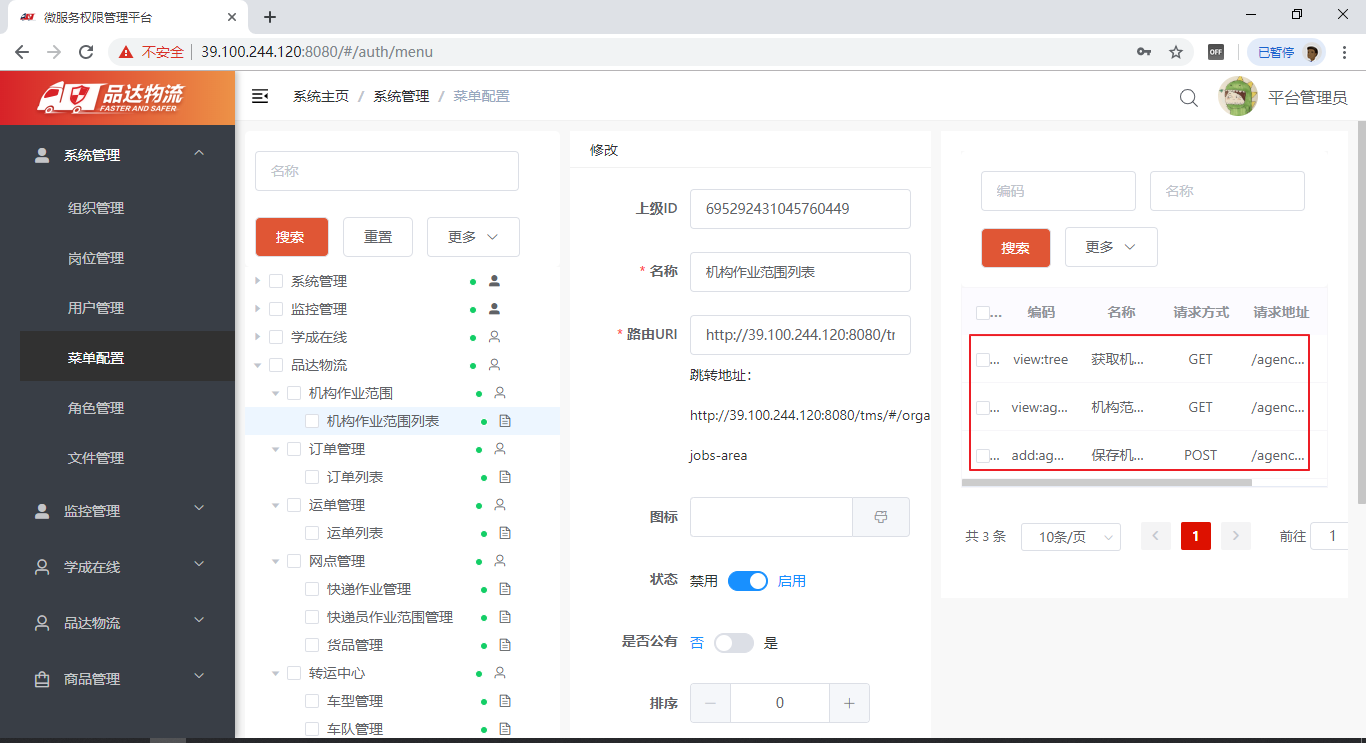 微服务权限管理平台
不安全
39.100.244.120:8080/#/auth/menu
OFF
已暂停
品达物流
FASTER AND SAFER
系统主页 / 系统管理 / 菜单配置
平台管理员
系统管理
组织管理
岗位管理
用户管理
菜单配置
角色管理
文件管理
监控管理
学成在线
品达物流
商品管理
名称
搜索
重置
更多
系统管理
监控管理
学成在线
品达物流
机构作业范围
机构作业范围列表
订单管理
订单列表
运单管理
运单列表
网点管理
快递作业管理
快递员作业范围管理
货品管理
转运中心
车型管理
车队管理
修改
上级ID 695292431045760449
* 名称 机构作业范围列表
* 路由URI http://39.100.244.120:8080/tr
跳转地址：
http://39.100.244.120:8080/tms/#/orga
jobs-area
图标
状态 禁用 启用
是否公有 否 是
排序 0
编码 名称
搜索
更多
... 编码 名称 请求方式 请求地址
... view:tree 获取机... GET /agenc...
... view:ag... 机构范... GET /agenc...
... add:ag... 保存机... POST /agenc...
共 3 条 10条/页 1 前往 1